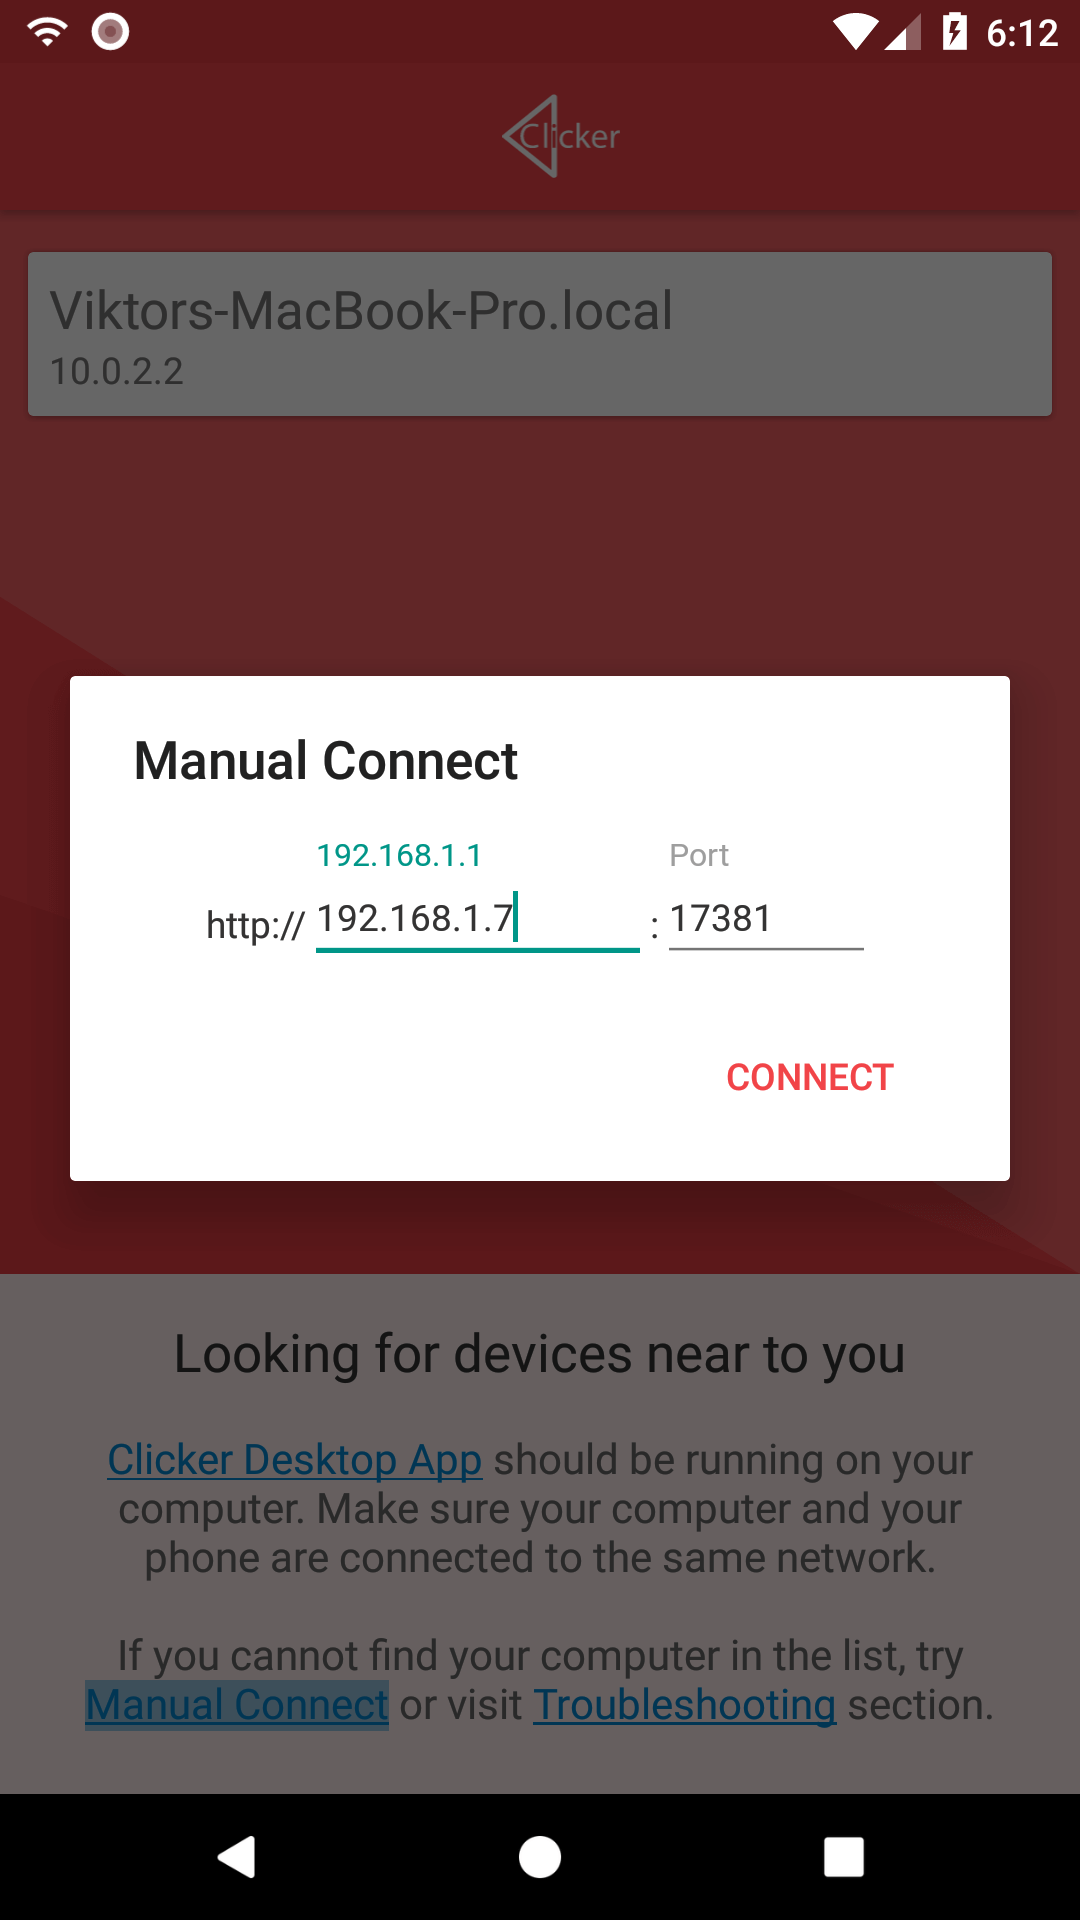 6:12
Clicker
Viktors-MacBook-Pro.local
10.0.2.2
Manual Connect
192.168.1.1 Port
http:// 192.168.1.7 : 17381
CONNECT
Looking for devices near to you
Clicker Desktop App should be running on your
computer. Make sure your computer and your
phone are connected to the same network.
If you cannot find your computer in the list, try
Manual Connect or visit Troubleshooting section.